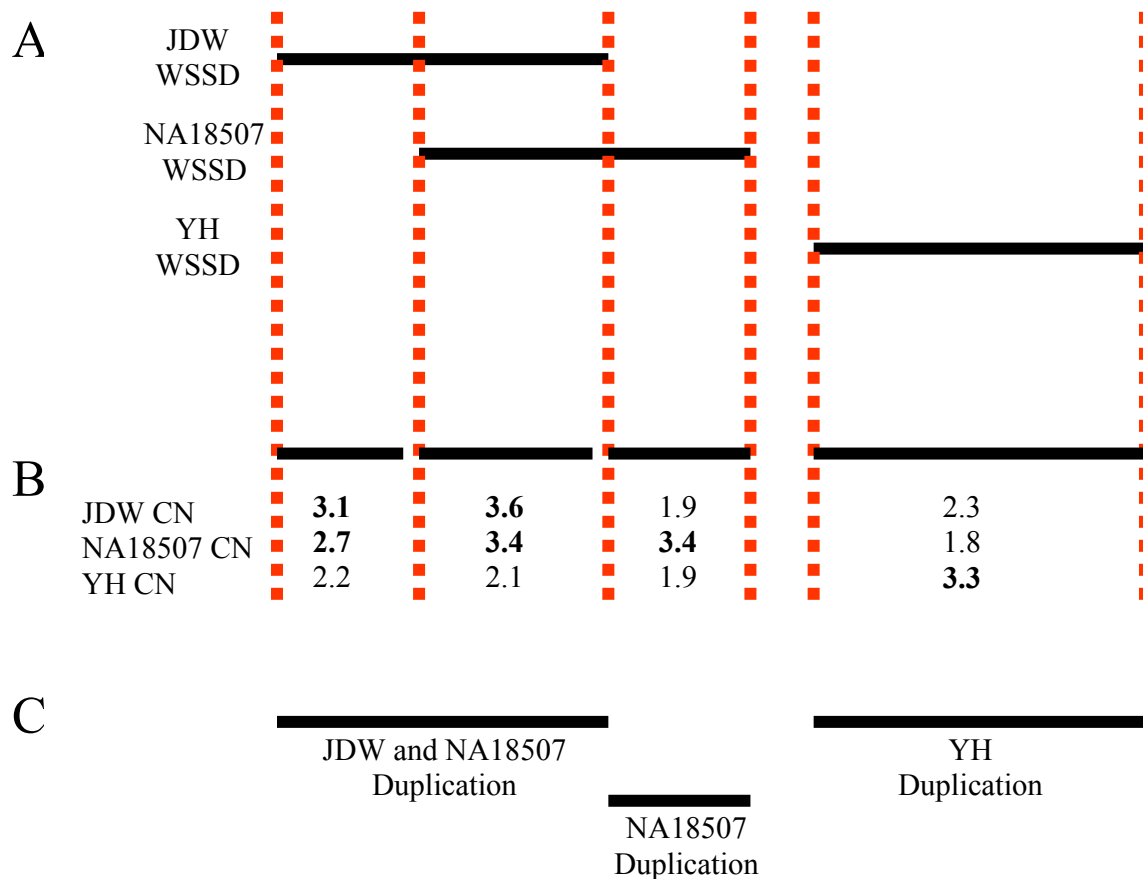 A
JDW
WSSD
NA18507
WSSD
YH
WSSD
B
JDW CN 3.1 3.6 1.9 2.3
NA18507 CN 2.7 3.4 3.4 1.8
YH CN 2.2 2.1 1.9 3.3
C
JDW and NA18507
Duplication
YH
Duplication
NA18507
Duplication